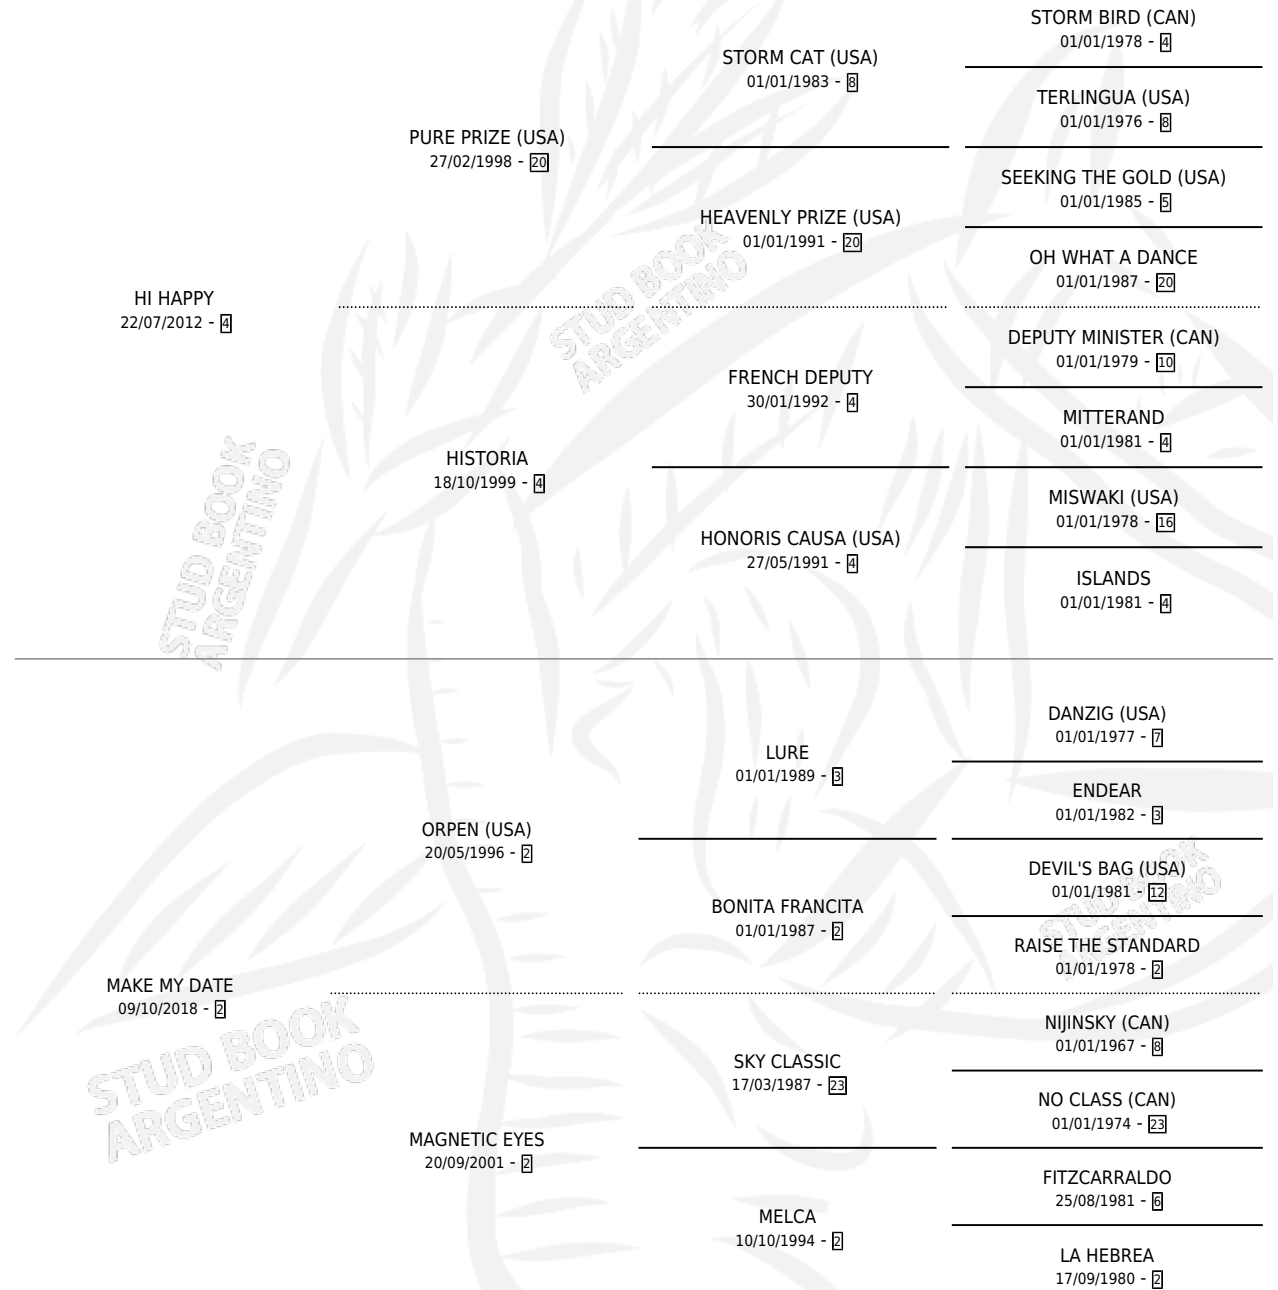 STORM BIRD (CAN)
01/01/1978 - 4
STORM CAT (USA)
01/01/1983 - 8
TERLINGUA (USA)
01/01/1976 - 8
PURE PRIZE (USA)
27/02/1998 - 20
SEEKING THE GOLD (USA)
01/01/1985 - 5
HEAVENLY PRIZE (USA)
01/01/1991 - 20
OH WHAT A DANCE
01/01/1987 - 20
HI HAPPY
22/07/2012 - 4
DEPUTY MINISTER (CAN)
01/01/1979 - 10
FRENCH DEPUTY
30/01/1992 - 4
MITTERAND
01/01/1981 - 4
HISTORIA
18/10/1999 - 4
MISWAKI (USA)
01/01/1978 - 16
HONORIS CAUSA (USA)
27/05/1991 - 4
ISLANDS
01/01/1981 - 4
DANZIG (USA)
01/01/1977 - 7
LURE
01/01/1989 - 3
ENDEAR
01/01/1982 - 3
ORPEN (USA)
20/05/1996 - 2
DEVIL'S BAG (USA)
01/01/1981 - 12
BONITA FRANCITA
01/01/1987 - 2
RAISE THE STANDARD
01/01/1978 - 2
MAKE MY DATE
09/10/2018 - 2
NIJINSKY (CAN)
01/01/1967 - 8
SKY CLASSIC
17/03/1987 - 23
NO CLASS (CAN)
01/01/1974 - 23
MAGNETIC EYES
20/09/2001 - 2
FITZCARRALDO
25/08/1981 - 6
MELCA
10/10/1994 - 2
LA HEBREA
17/09/1980 - 2
STUD BOOK
ARGENTINO
STUD BOOK
ARGENTINO
STUD BOOK
ARGENTINO
STUD BOOK
ARGENTINO